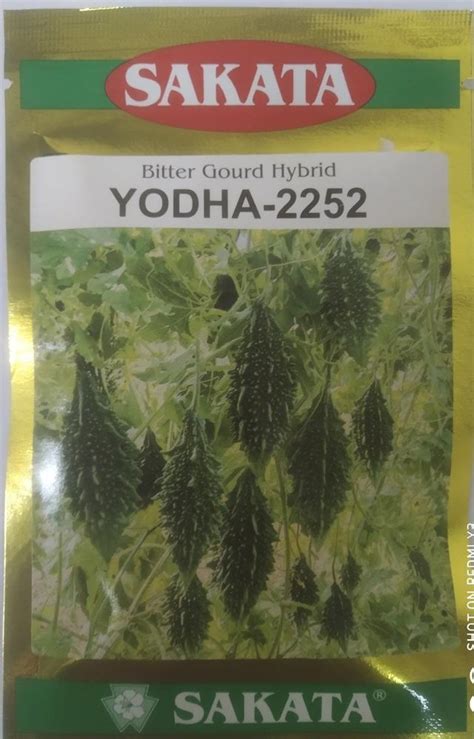 SAKATA
Bitter Gourd Hybrid
YODHA-2252
SAKATA®
SHOT ON REDMI Y3